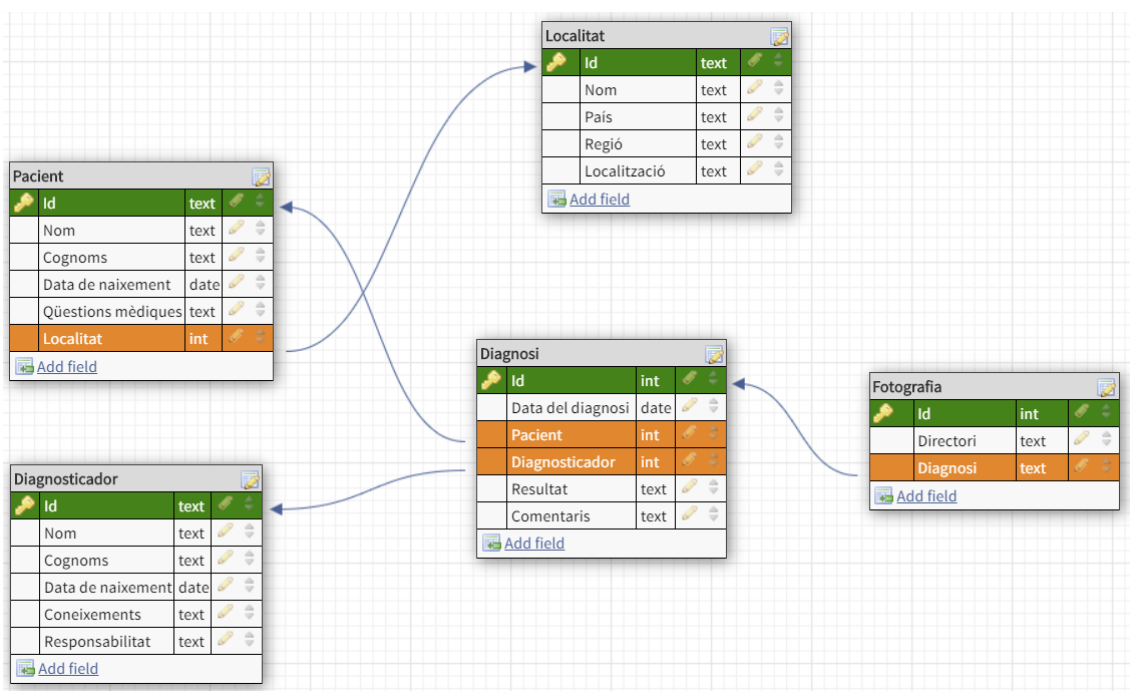 Localitat
Id text
Nom text
País text
Regió text
Localització text
Add field
Pacient
Id text
Nom text
Cognoms text
Data de naixement date
Qüestions mèdiques text
Localitat int
Add field
Diagnosi
Id int
Data del diagnosi date
Pacient int
Diagnosticador int
Resultat text
Comentaris text
Add field
Fotografia
Id int
Directori text
Diagnosi text
Add field
Diagnosticador
Id text
Nom text
Cognoms text
Data de naixement date
Coneixements text
Responsabilitat text
Add field